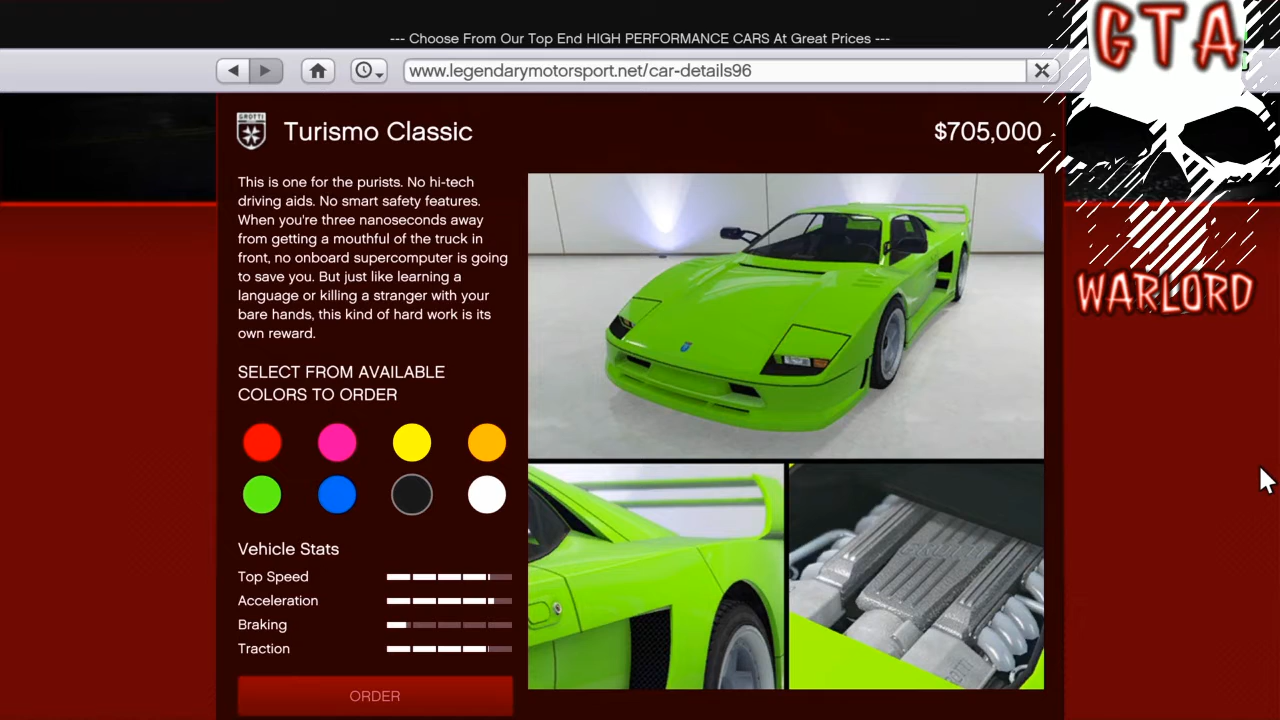 --- Choose From Our Top End HIGH PERFORMANCE CARS At Great Prices ---
www.legendarymotorsport.net/car-details96
GTA
WARLORD
GROTTI
Turismo Classic
$705,000
This is one for the purists. No hi-tech
driving aids. No smart safety features.
When you're three nanoseconds away
from getting a mouthful of the truck in
front, no onboard supercomputer is going
to save you. But just like learning a
language or killing a stranger with your
bare hands, this kind of hard work is its
own reward.
SELECT FROM AVAILABLE
COLORS TO ORDER
Vehicle Stats
Top Speed
Acceleration
Braking
Traction
ORDER
GROTTI